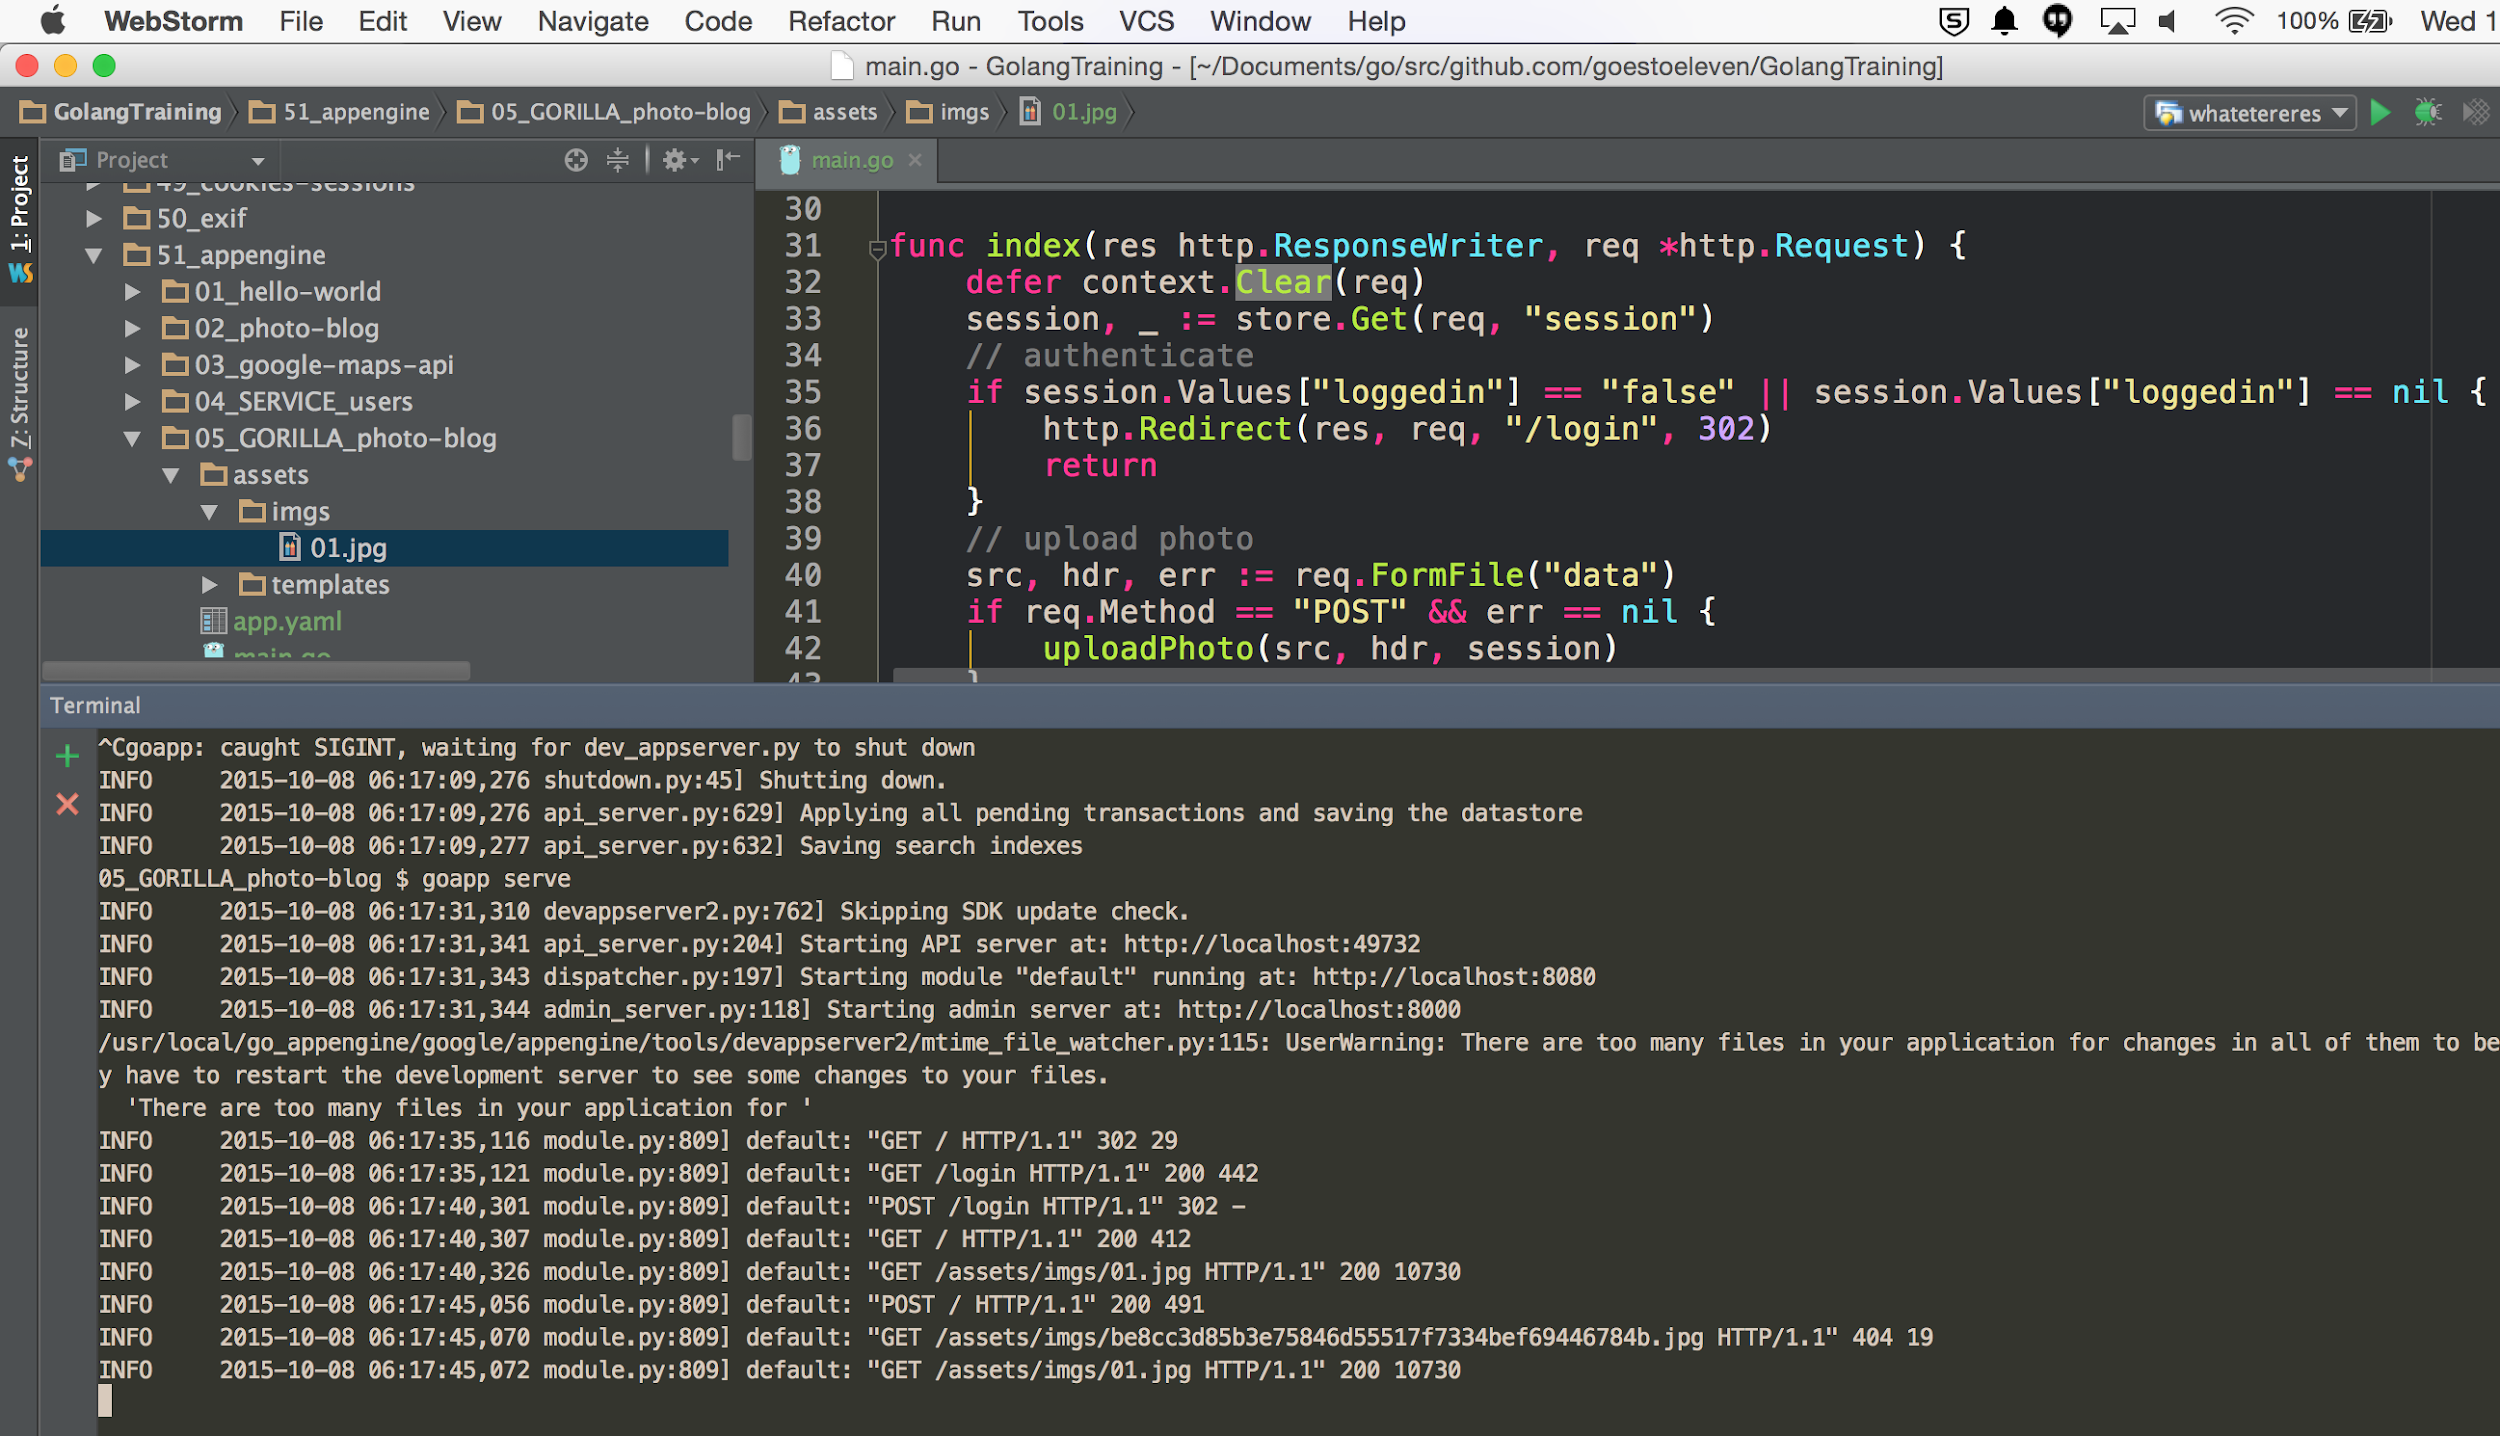 WebStorm File Edit View Navigate Code Refactor Run Tools VCS Window Help 100% Wed 1
main.go - GolangTraining - [~/Documents/go/src/github.com/goestoeleven/GolangTraining]
GolangTraining 51_appengine 05_GORILLA_photo-blog assets imgs 01.jpg whatetereres
1: Project
Z: Structure
Project
49_cookies-sessions
50_exif
51_appengine
01_hello-world
02_photo-blog
03_google-maps-api
04_SERVICE_users
05_GORILLA_photo-blog
assets
imgs
01.jpg
templates
app.yaml
main.go
main.go
30
31 func index(res http.ResponseWriter, req *http.Request) {
32 defer context.Clear(req)
33 session, _ := store.Get(req, "session")
34 // authenticate
35 if session.Values["loggedin"] == "false" || session.Values["loggedin"] == nil {
36 http.Redirect(res, req, "/login", 302)
37 return
38 }
39 // upload photo
40 src, hdr, err := req.FormFile("data")
41 if req.Method == "POST" && err == nil {
42 uploadPhoto(src, hdr, session)
43 }
Terminal
^Cgoapp: caught SIGINT, waiting for dev_appserver.py to shut down
INFO 2015-10-08 06:17:09,276 shutdown.py:45] Shutting down.
INFO 2015-10-08 06:17:09,276 api_server.py:629] Applying all pending transactions and saving the datastore
INFO 2015-10-08 06:17:09,277 api_server.py:632] Saving search indexes
05_GORILLA_photo-blog $ goapp serve
INFO 2015-10-08 06:17:31,310 devappserver2.py:762] Skipping SDK update check.
INFO 2015-10-08 06:17:31,341 api_server.py:204] Starting API server at: http://localhost:49732
INFO 2015-10-08 06:17:31,343 dispatcher.py:197] Starting module "default" running at: http://localhost:8080
INFO 2015-10-08 06:17:31,344 admin_server.py:118] Starting admin server at: http://localhost:8000
/usr/local/go_appengine/google/appengine/tools/devappserver2/mtime_file_watcher.py:115: UserWarning: There are too many files in your application for changes in all of them to be
y have to restart the development server to see some changes to your files.
'There are too many files in your application for '
INFO 2015-10-08 06:17:35,116 module.py:809] default: "GET / HTTP/1.1" 302 29
INFO 2015-10-08 06:17:35,121 module.py:809] default: "GET /login HTTP/1.1" 200 442
INFO 2015-10-08 06:17:40,301 module.py:809] default: "POST /login HTTP/1.1" 302 -
INFO 2015-10-08 06:17:40,307 module.py:809] default: "GET / HTTP/1.1" 200 412
INFO 2015-10-08 06:17:40,326 module.py:809] default: "GET /assets/imgs/01.jpg HTTP/1.1" 200 10730
INFO 2015-10-08 06:17:45,056 module.py:809] default: "POST / HTTP/1.1" 200 491
INFO 2015-10-08 06:17:45,070 module.py:809] default: "GET /assets/imgs/be8cc3d85b3e75846d55517f7334bef69446784b.jpg HTTP/1.1" 404 19
INFO 2015-10-08 06:17:45,072 module.py:809] default: "GET /assets/imgs/01.jpg HTTP/1.1" 200 10730